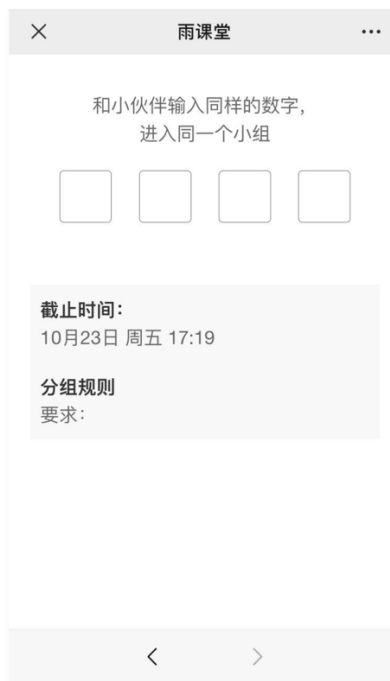 雨课堂
和小伙伴输入同样的数字，
进入同一个小组
截止时间：
10月23日 周五 17:19
分组规则
要求：